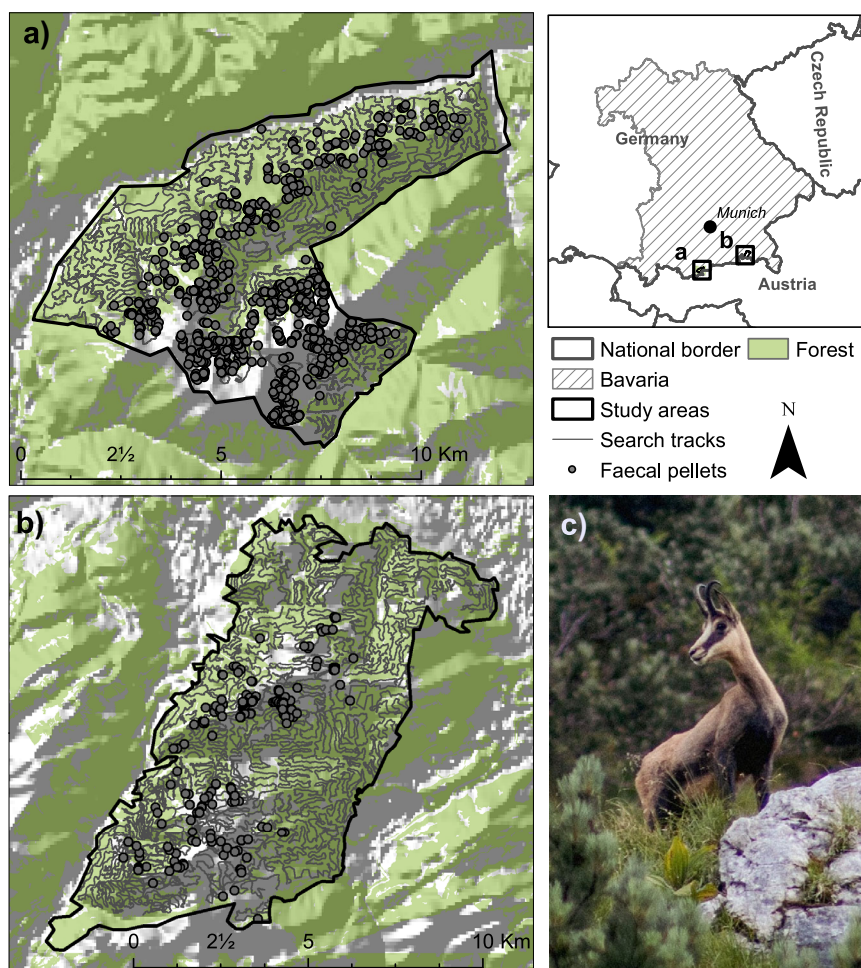 a)
0 2½ 5 10 Km
Czech Republic
Germany
Munich
b
a
Austria
National border Forest
Bavaria
Study areas
N
Search tracks
Faecal pellets
b)
0 2½ 5 10 Km
c)